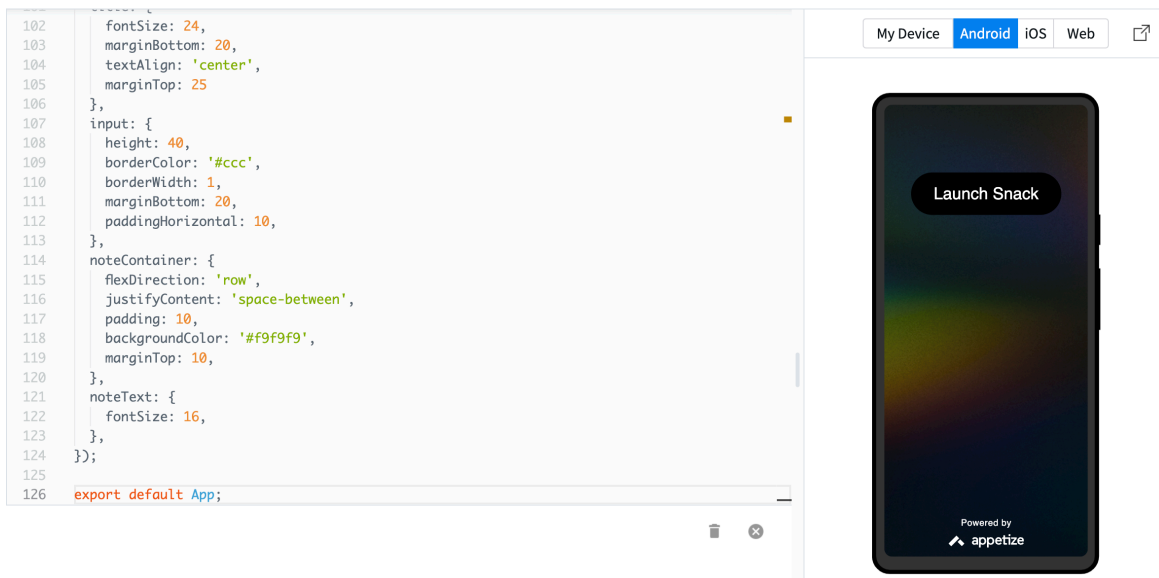 102 fontSize: 24,
103 marginBottom: 20,
104 textAlign: 'center',
105 marginTop: 25
106 },
107 input: {
108 height: 40,
109 borderColor: '#ccc',
110 borderWidth: 1,
111 marginBottom: 20,
112 paddingHorizontal: 10,
113 },
114 noteContainer: {
115 flexDirection: 'row',
116 justifyContent: 'space-between',
117 padding: 10,
118 backgroundColor: '#f9f9f9',
119 marginTop: 10,
120 },
121 noteText: {
122 fontSize: 16,
123 },
124 });
125
126 export default App;
My Device Android iOS Web
Launch Snack
Powered by
appetize